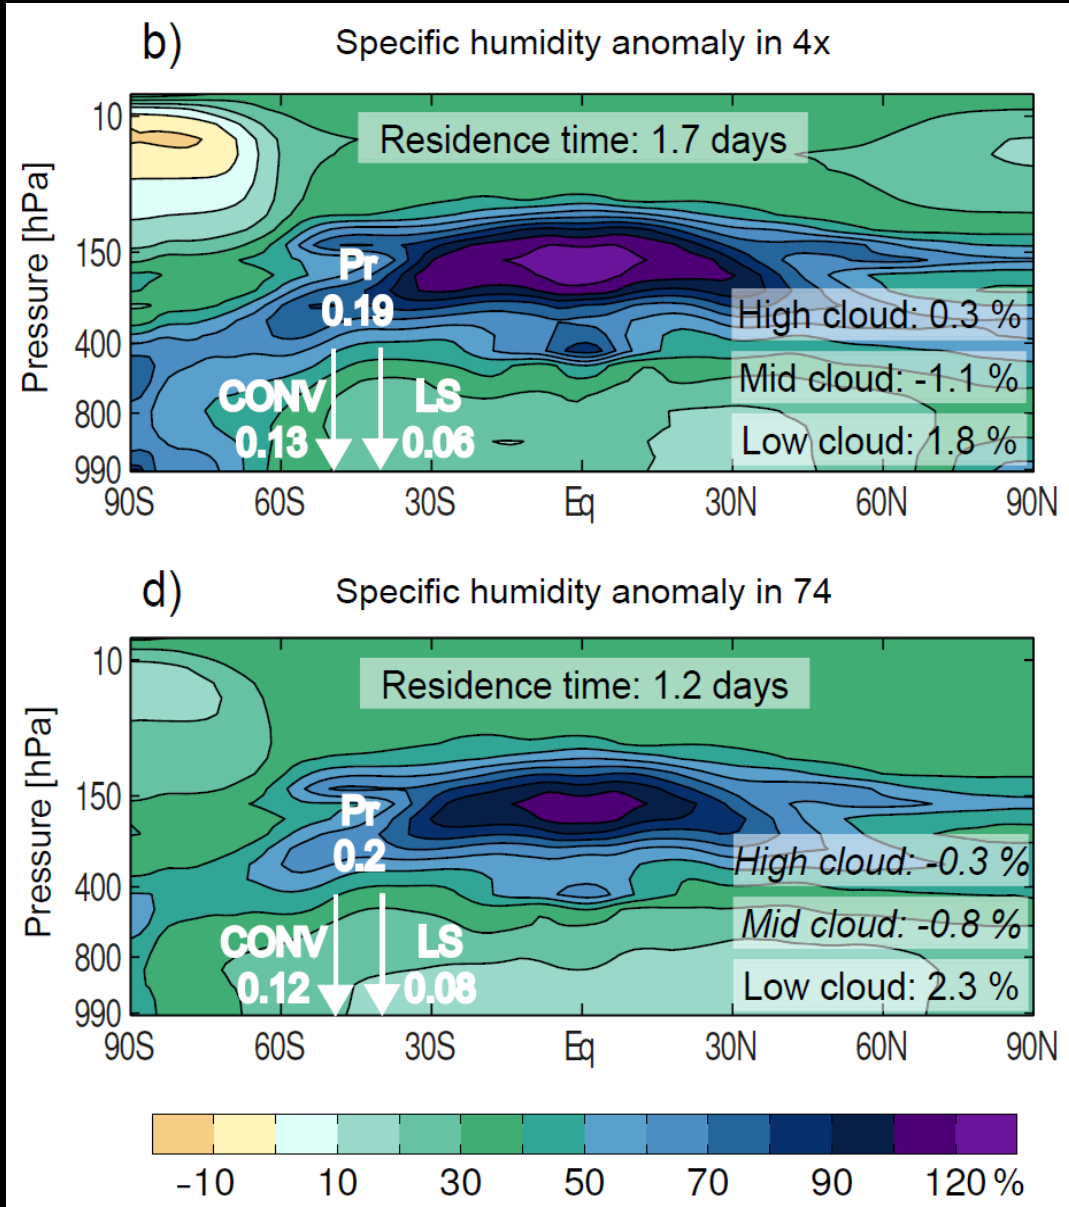 b) Specific humidity anomaly in 4x
10
Residence time: 1.7 days
Pressure [hPa]
150
Pr
0.19
High cloud: 0.3 %
400
Mid cloud: -1.1 %
CONV LS
800
0.13 0.06
Low cloud: 1.8 %
990
90S 60S 30S Eq 30N 60N 90N
d) Specific humidity anomaly in 74
10
Residence time: 1.2 days
Pressure [hPa]
150
Pr
0.2
High cloud: -0.3 %
400
Mid cloud: -0.8 %
CONV LS
800
0.12 0.08
Low cloud: 2.3 %
990
90S 60S 30S Eq 30N 60N 90N
−10 10 30 50 70 90 120 %